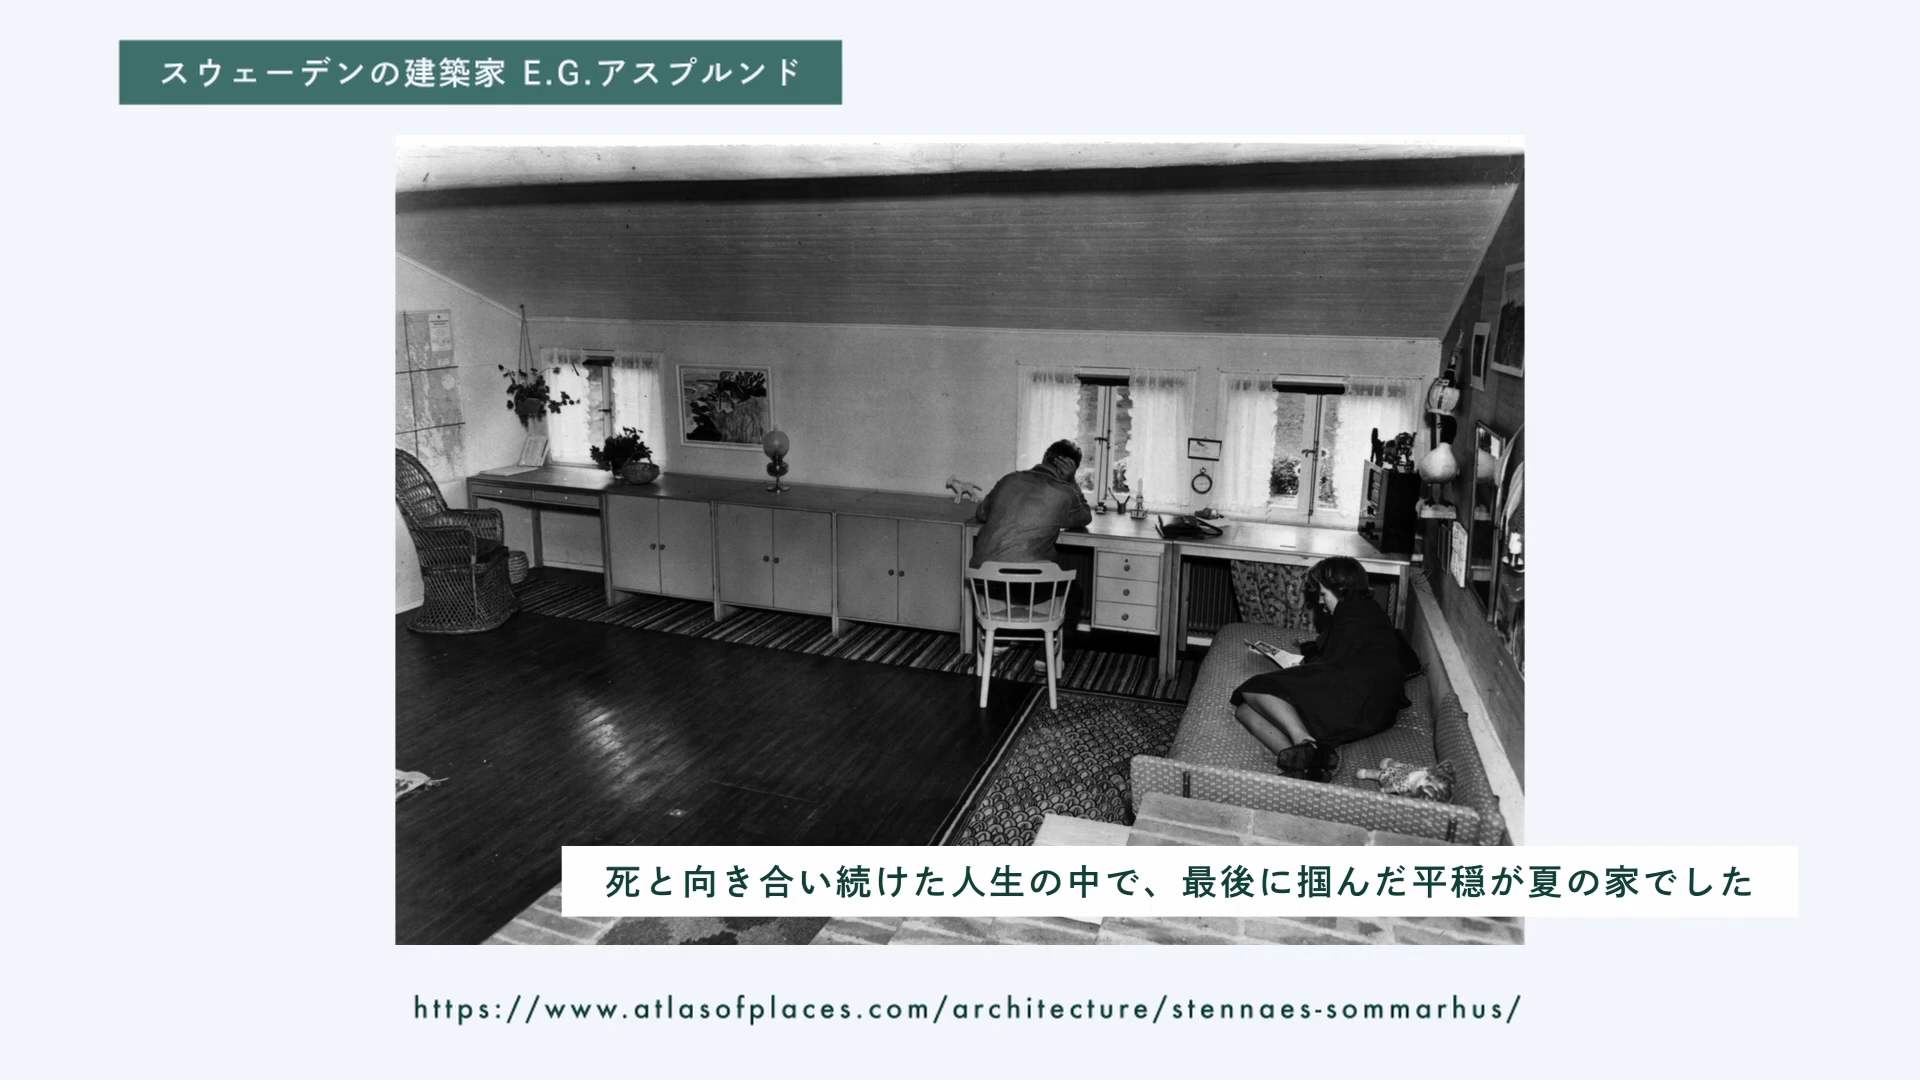 スウェーデンの建築家 E.G.アスプルンド
死と向き合い続けた人生の中で、最後に掴んだ平穏が夏の家でした
https://www.atlasofplaces.com/architecture/stennaes-sommarhus/